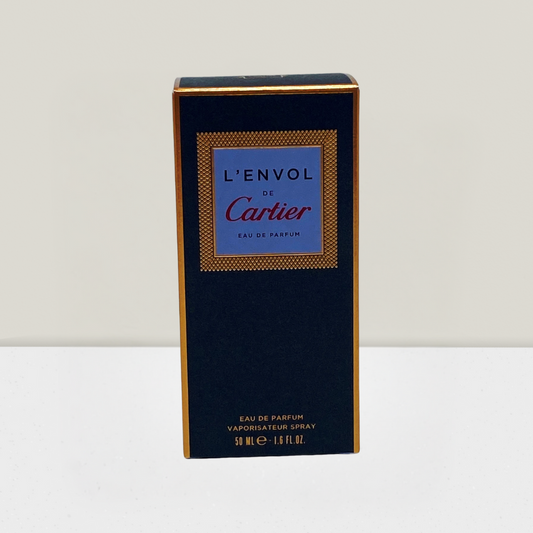 L'ENVOL
DE
Cartier
EAU DE PARFUM
EAU DE PARFUM
VAPORISATEUR SPRAY
50 ML ℮ - 1.6 FL.OZ.